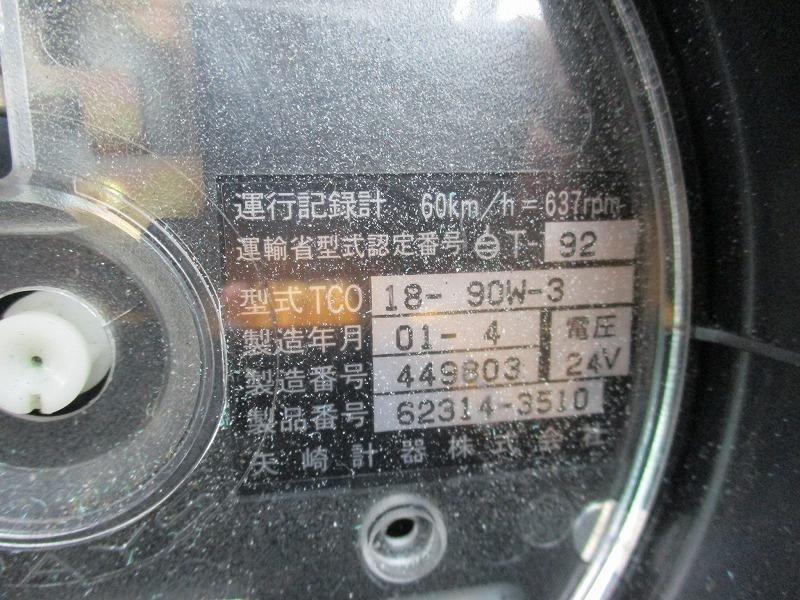 運行記録計 60km/h=637rpm
運輸省型式認定番号 T-92
型式TCO 18- 90W-3
製造年月 01- 4 電圧
製造番号 449803 24V
製品番号 62314-3510
矢崎計器株式会社